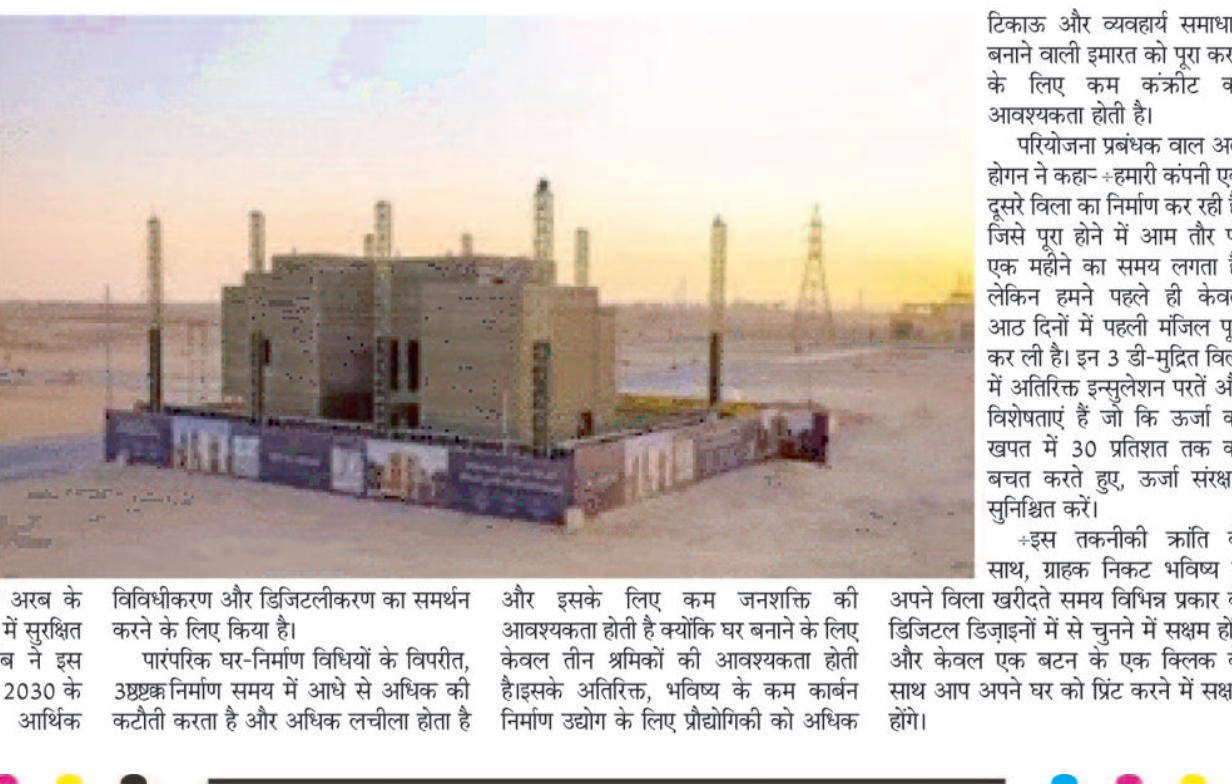 अरब के
में सुरक्षित
ब ने इस
2030 के
आर्थिक
विविधीकरण और डिजिटलीकरण का समर्थन
करने के लिए किया है।
पारंपरिक घर-निर्माण विधियों के विपरीत,
3ष्ठष्टक निर्माण समय में आधे से अधिक की
कटौती करता है और अधिक लचीला होता है
और इसके लिए कम जनशक्ति की
आवश्यकता होती है क्योंकि घर बनाने के लिए
केवल तीन श्रमिकों की आवश्यकता होती
है।इसके अतिरिक्त, भविष्य के कम कार्बन
निर्माण उद्योग के लिए प्रौद्योगिकी को अधिक
टिकाऊ और व्यवहार्य समाधा
बनाने वाली इमारत को पूरा कर
के लिए कम कंक्रीट
आवश्यकता होती है।
परियोजना प्रबंधक वाल अ
होगन ने कहा- ÷हमारी कंपनी ए
दूसरे विला का निर्माण कर रही
जिसे पूरा होने में आम तौर प
एक महीने का समय लगता
लेकिन हमने पहले ही केव
आठ दिनों में पहली मंजिल पू
कर ली है। इन 3 डी-मुद्रित विल
में अतिरिक्त इन्सुलेशन परतें औ
विशेषताएं हैं जो कि ऊर्जा
खपत में 30 प्रतिशत तक
बचत करते हुए, ऊर्जा संरक्ष
सुनिश्चित करें।
÷इस तकनीकी क्रांति
साथ, ग्राहक निकट भविष्य
अपने विला खरीदते समय विभिन्न प्रकार
डिजिटल डिज़ाइनों में से चुनने में सक्षम हो
और केवल एक बटन के एक क्लिक
साथ आप अपने घर को प्रिंट करने में सक्ष
होंगे।